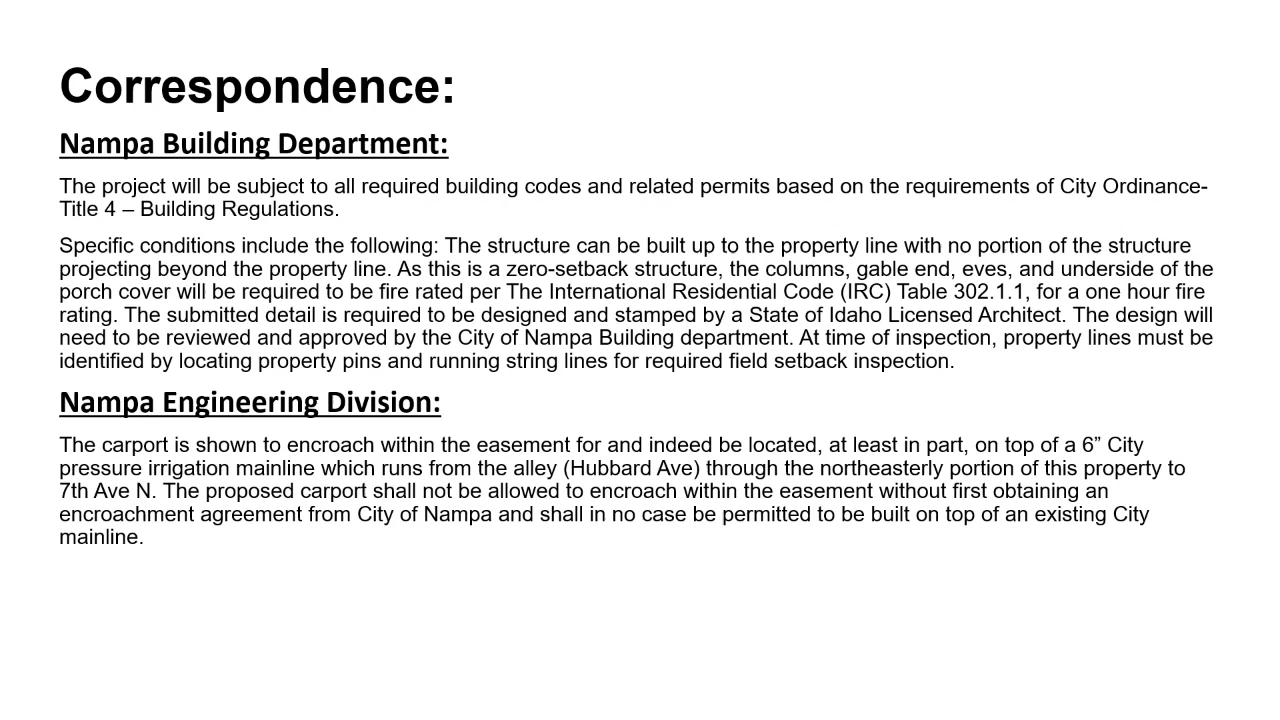 Correspondence:
Nampa Building Department:
The project will be subject to all required building codes and related permits based on the requirements of City Ordinance-
Title 4 – Building Regulations.
Specific conditions include the following: The structure can be built up to the property line with no portion of the structure
projecting beyond the property line. As this is a zero-setback structure, the columns, gable end, eves, and underside of the
porch cover will be required to be fire rated per The International Residential Code (IRC) Table 302.1.1, for a one hour fire
rating. The submitted detail is required to be designed and stamped by a State of Idaho Licensed Architect. The design will
need to be reviewed and approved by the City of Nampa Building department. At time of inspection, property lines must be
identified by locating property pins and running string lines for required field setback inspection.
Nampa Engineering Division:
The carport is shown to encroach within the easement for and indeed be located, at least in part, on top of a 6” City
pressure irrigation mainline which runs from the alley (Hubbard Ave) through the northeasterly portion of this property to
7th Ave N. The proposed carport shall not be allowed to encroach within the easement without first obtaining an
encroachment agreement from City of Nampa and shall in no case be permitted to be built on top of an existing City
mainline.